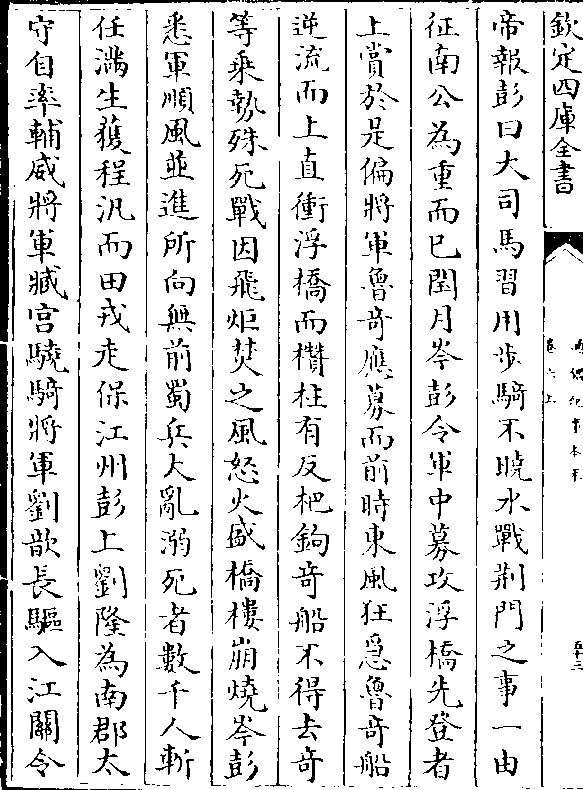 欽定四庫全書
帝報彭曰大司馬習用步騎不曉水戰荆門之事一由
征南公為重而已閏月岑彭令軍中募攻浮橋先登者
上賞於是偏將軍魯奇應募而前時東風狂急魯奇船
逆流而上直衝浮橋而欑柱有反杷鉤奇船不得去奇
等乘勢殊死戰因飛炬焚之風怒火盛橋樓崩燒岑彭
悉軍順風並進所向無前蜀兵大亂溺死者數千人斬
任滿生獲程汎而田戎走保江州彭上劉隆為南郡太
守自率輔威將軍臧宫驍騎將軍劉歆長驅入江關令